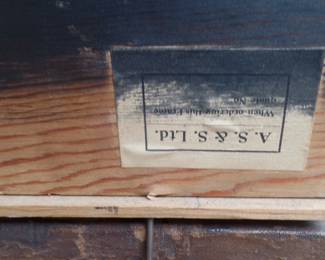 A. S. & S. Ltd.
When ordering this Frame
quote No